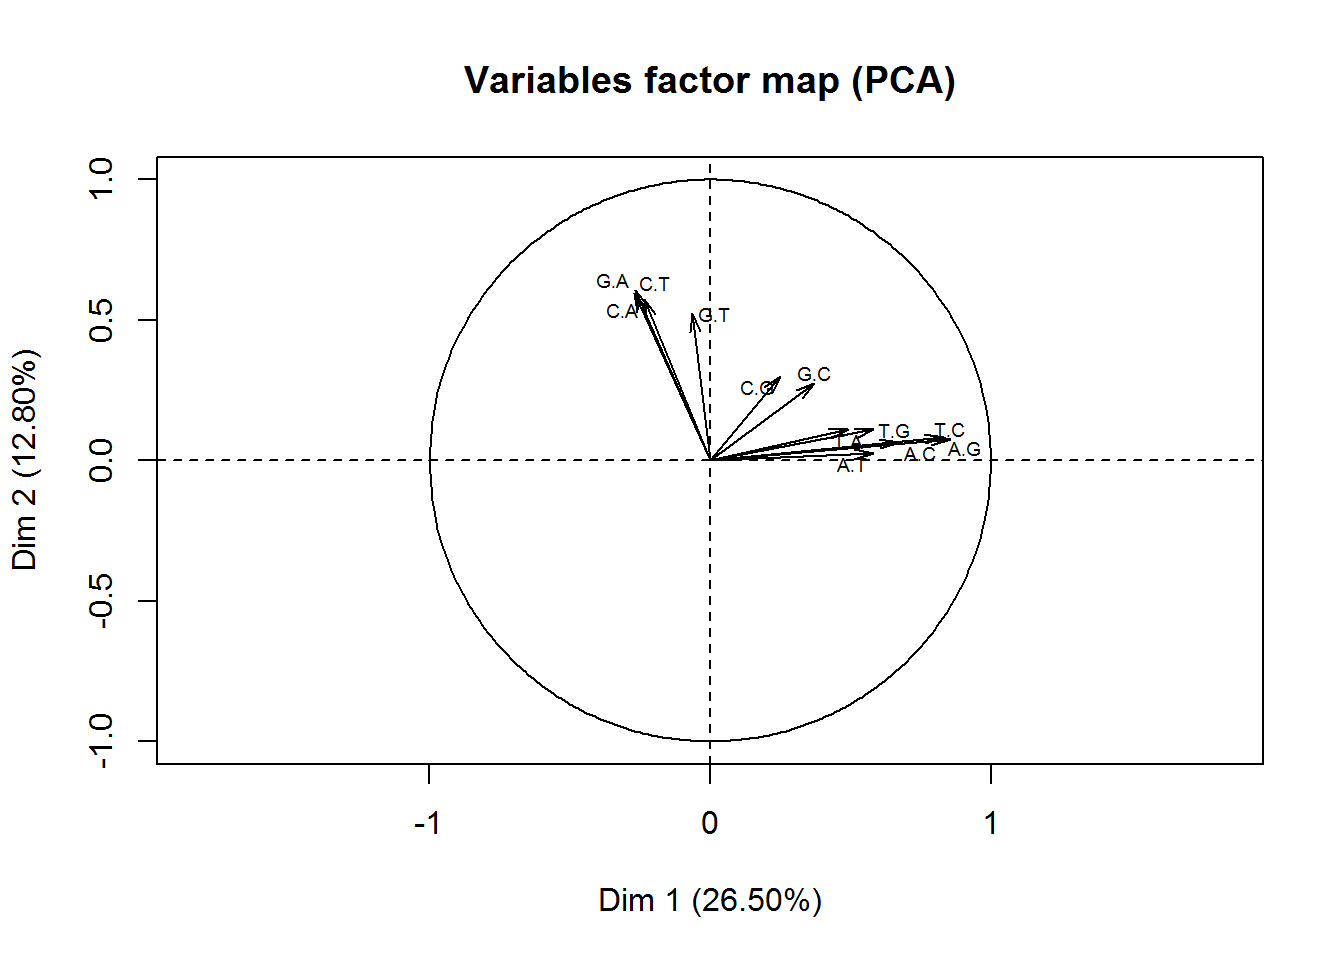 Variables factor map (PCA)
1.0
0.5
0.0
-0.5
-1.0
Dim 2 (12.80%)
G.A
C.T
C.A
G.T
C.G
G.C
T.A
T.G
T.C
A.T
A.C
A.G
-1
0
1
Dim 1 (26.50%)